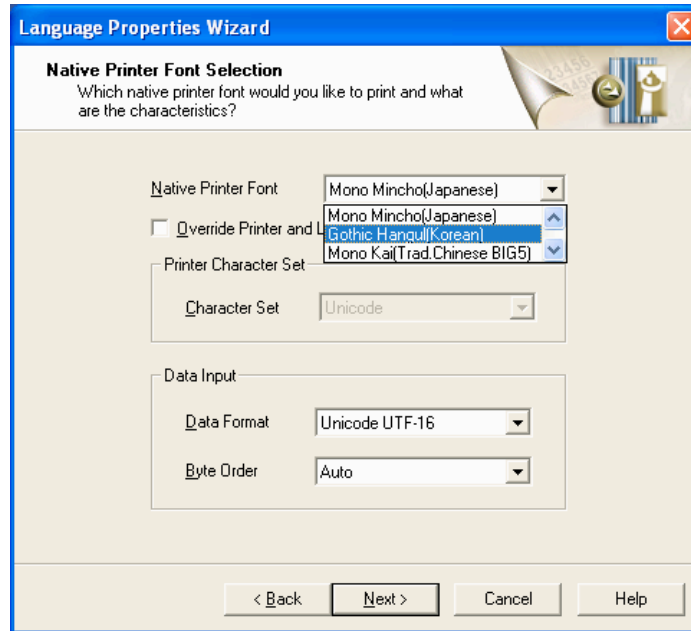 Language Properties Wizard
Native Printer Font Selection
Which native printer font would you like to print and what
are the characteristics?
Native Printer Font
Mono Mincho(Japanese)
Mono Mincho(Japanese)
Gothic Hangul(Korean)
Mono Kai(Trad.Chinese BIG5)
Override Printer and L
Printer Character Set
Character Set
Unicode
Data Input
Data Format
Unicode UTF-16
Byte Order
Auto
< Back
Next >
Cancel
Help